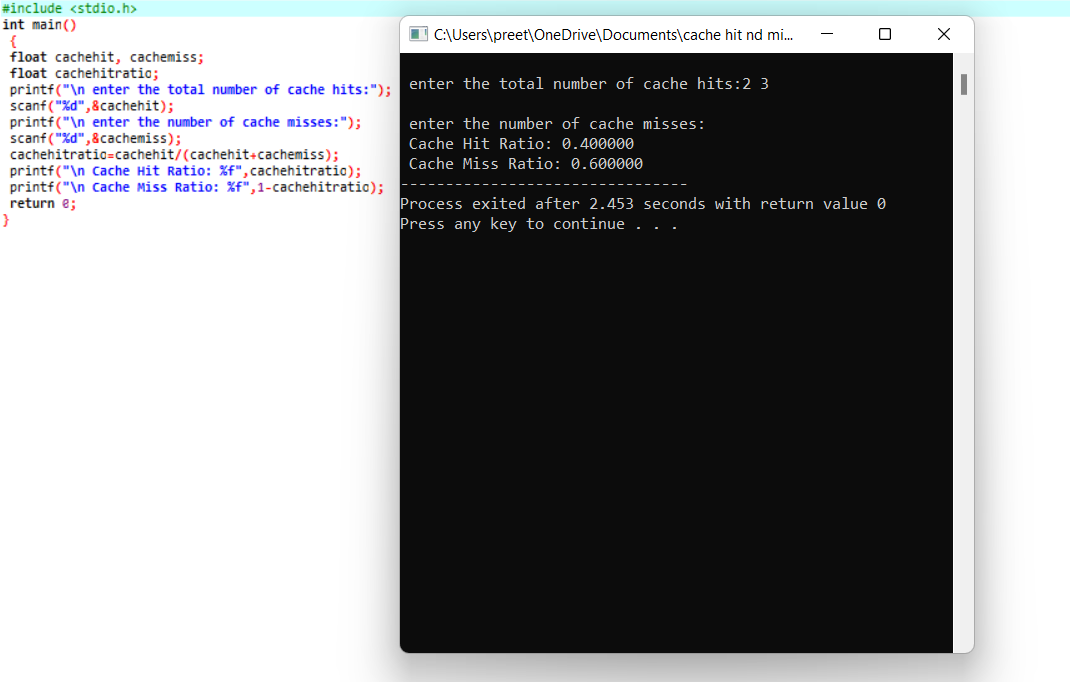 #include <stdio.h>
int main()
{
float cachehit, cachemiss;
float cachehitratio;
printf("\n enter the total number of cache hits:");
scanf("%d",&cachehit);
printf("\n enter the number of cache misses:");
scanf("%d",&cachemiss);
cachehitratio=cachehit/(cachehit+cachemiss);
printf("\n Cache Hit Ratio: %f",cachehitratio);
printf("\n Cache Miss Ratio: %f",1-cachehitratio);
return 0;
}
C:\Users\preet\OneDrive\Documents\cache hit nd mi...
enter the total number of cache hits:2 3
enter the number of cache misses:
Cache Hit Ratio: 0.400000
Cache Miss Ratio: 0.600000
--------------------------------
Process exited after 2.453 seconds with return value 0
Press any key to continue . . .